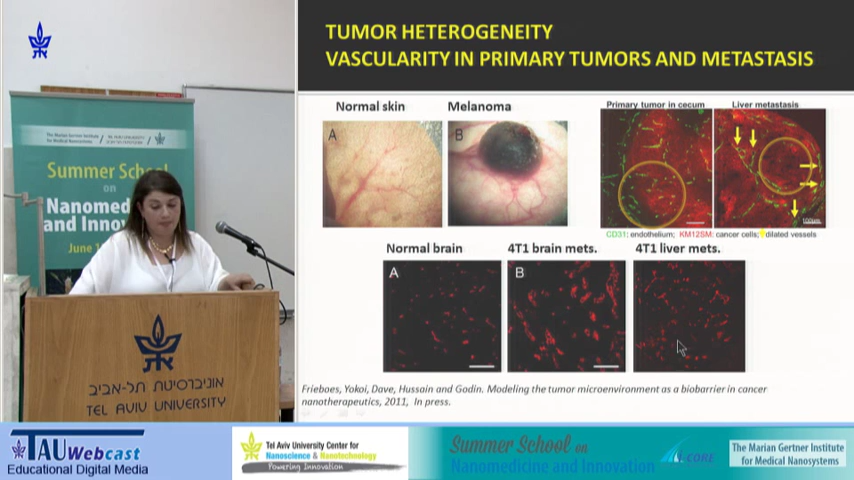 TUMOR HETEROGENEITY
VASCULARITY IN PRIMARY TUMORS AND METASTASIS
Normal skin
Melanoma
A
B
Primary tumor in cecum
Liver metastasis
100µm
CD31: endothelium; KM12SM: cancer cells; dilated vessels
Normal brain
4T1 brain mets.
4T1 liver mets.
A
B
Frieboes, Yokoi, Dave, Hussain and Godin. Modeling the tumor microenvironment as a biobarrier in cancer
nanotherapeutics, 2011, In press.
The Marian Gertner Institute
for Medical Nanosystems
Summer School
on
Nanomed
and Inno
June 1
אוניברסיטת תל-אביב
TEL AVIV UNIVERSITY
TAU Webcast
Educational Digital Media
Tel Aviv University Center for
Nanoscience & Nanotechnology
Powering Innovation
Summer School on
Nanomedicine and Innovation
I-CORE
The Marian Gertner Institute
for Medical Nanosystems